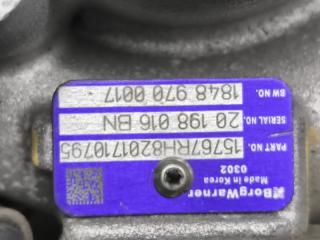 BorgWarner
Made in Korea
0302
PART NO. 15767RH8201710795
SERIAL NO. 20 198 016 BN
BW NO. 1848 970 0017